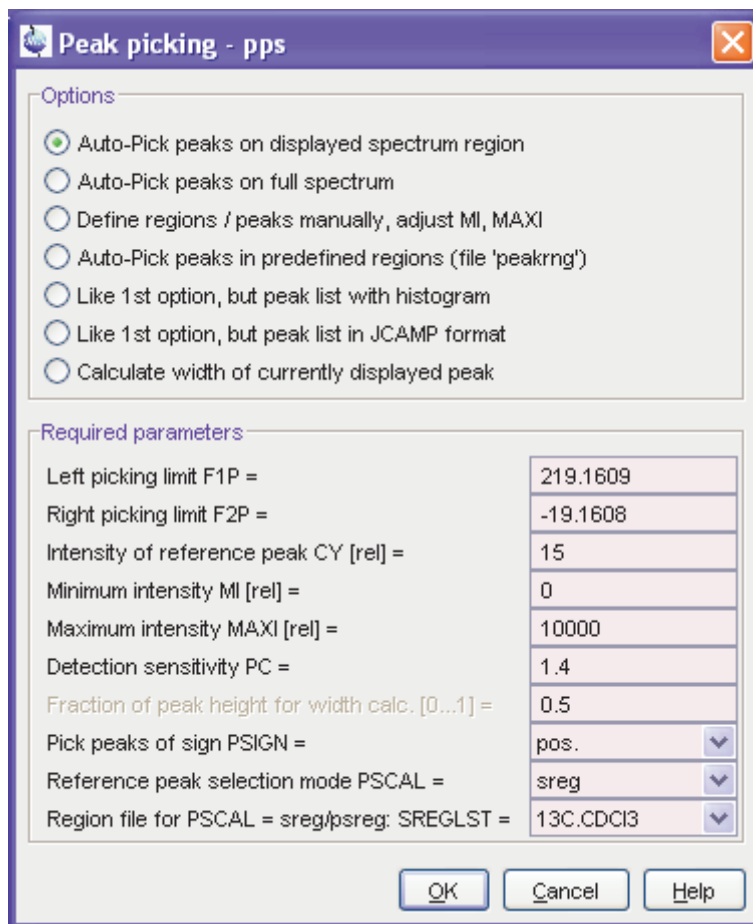 Peak picking - pps
Options
Auto-Pick peaks on displayed spectrum region
Auto-Pick peaks on full spectrum
Define regions / peaks manually, adjust MI, MAXI
Auto-Pick peaks in predefined regions (file 'peakrng')
Like 1st option, but peak list with histogram
Like 1st option, but peak list in JCAMP format
Calculate width of currently displayed peak
Required parameters
Left picking limit F1P = 219.1609
Right picking limit F2P = -19.1608
Intensity of reference peak CY [rel] = 15
Minimum intensity MI [rel] = 0
Maximum intensity MAXI [rel] = 10000
Detection sensitivity PC = 1.4
Fraction of peak height for width calc. [0...1] = 0.5
Pick peaks of sign PSIGN = pos.
Reference peak selection mode PSCAL = sreg
Region file for PSCAL = sreg/psreg: SREGLST = 13C.CDCl3
OK Cancel Help